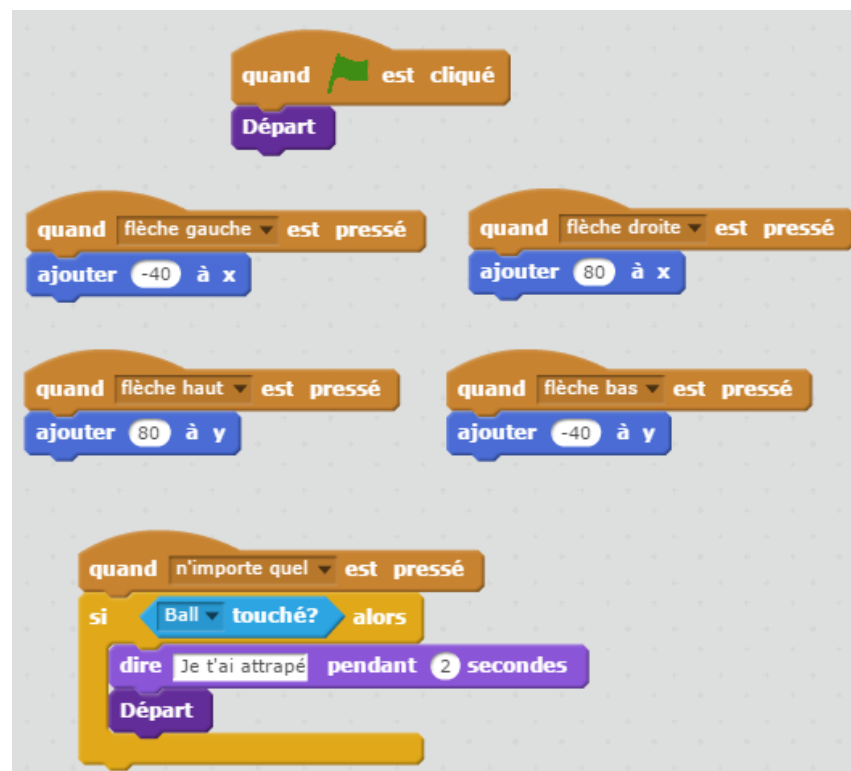 quand est cliqué
Départ
quand flèche gauche est pressé
ajouter -40 à x
quand flèche droite est pressé
ajouter 80 à x
quand flèche haut est pressé
ajouter 80 à y
quand flèche bas est pressé
ajouter -40 à y
quand n'importe quel est pressé
si Ball touché? alors
dire Je t'ai attrapé pendant 2 secondes
Départ